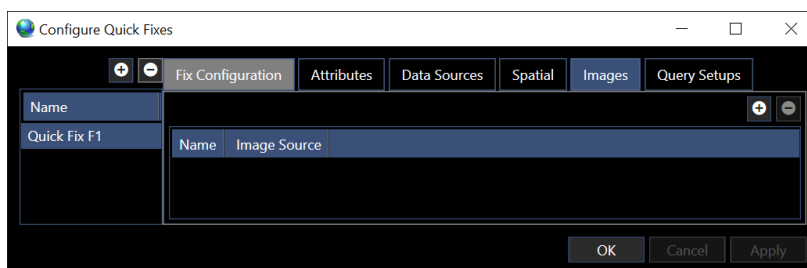 Configure Quick Fixes
Fix Configuration Attributes Data Sources Spatial Images Query Setups
Name
Quick Fix F1
Name Image Source
OK Cancel Apply